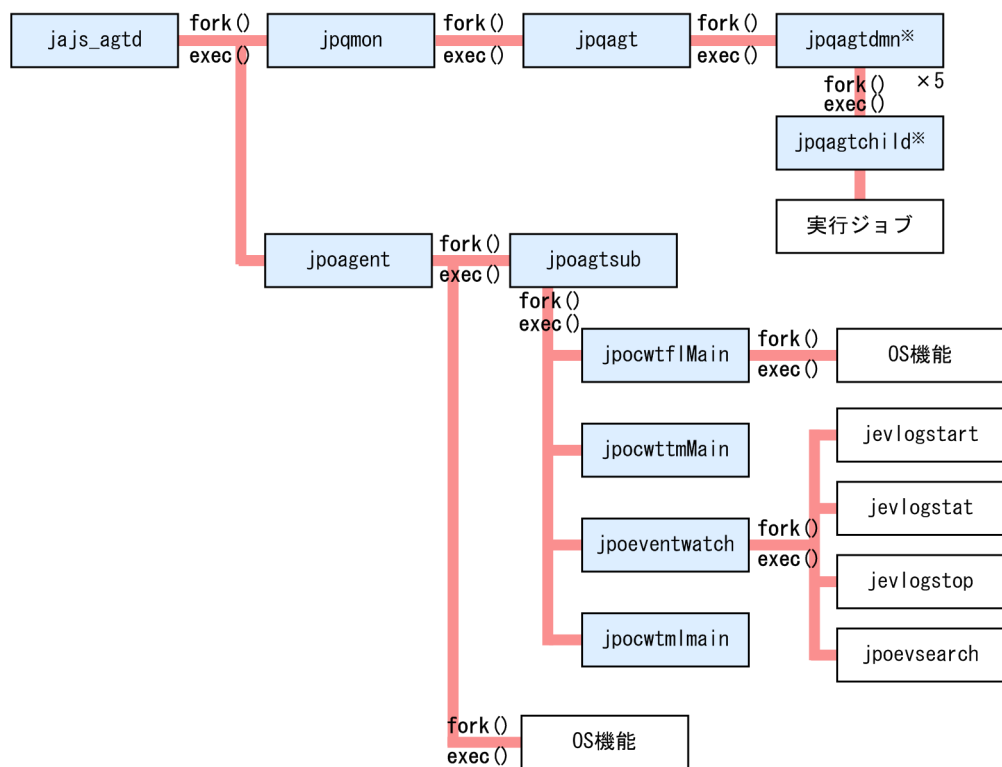 jajs_agtd
fork()
exec()
jpqmon
fork()
exec()
jpqagt
fork()
exec()
jpqagtdmn※
×5
fork()
exec()
jpqagtchild※
実行ジョブ
jpoagent
fork()
exec()
jpoagtsub
fork()
exec()
jpocwtflMain
fork()
exec()
OS機能
jpocwttmMain
jpoeventwatch
fork()
exec()
jevlogstart
jevlogstat
jevlogstop
jpoevsearch
jpocwtmlmain
fork()
exec()
OS機能